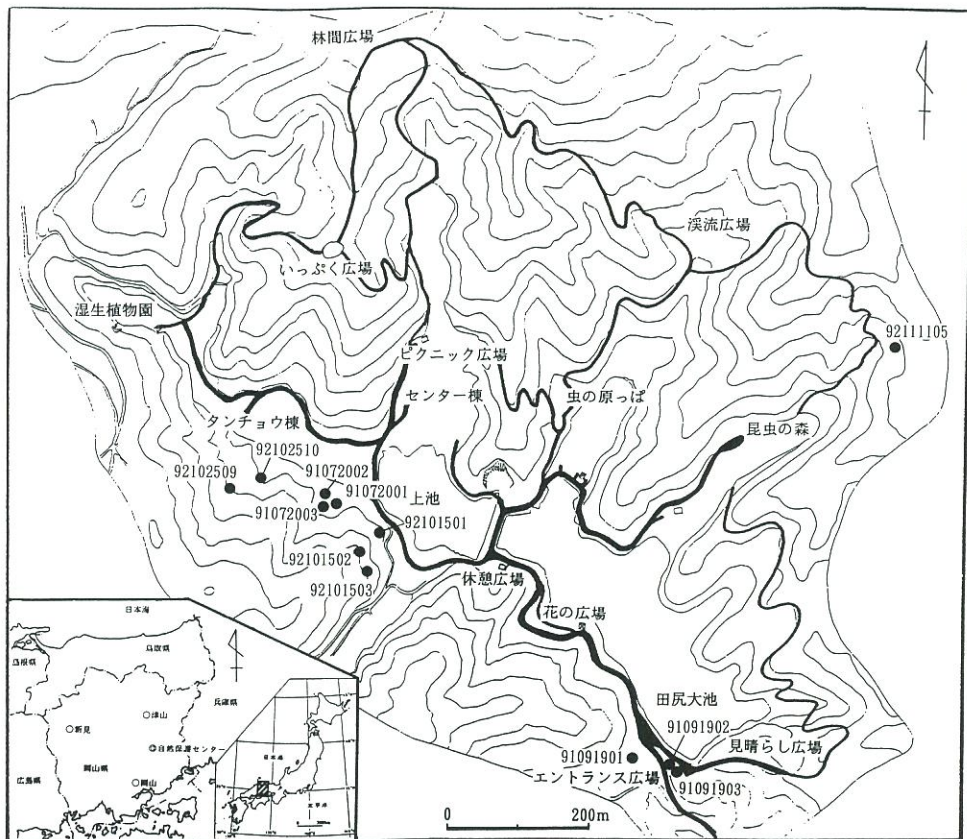 林間広場
渓流広場
いっぷく広場
湿生植物園
92111105
ピクニック広場
センター棟
虫の原っぱ
タンチョウ棟
昆虫の森
92102510
92102509
91072002
91072001
上池
91072003
92101501
92101502
92101503
休憩広場
花の広場
田尻大池
91091902
見晴らし広場
91091901
エントランス広場
91091903
0
200m
日本海
鳥取県
島根県
兵庫県
新見
津山
自然保護センター
岡山県
広島県
岡山
日本海
太平洋